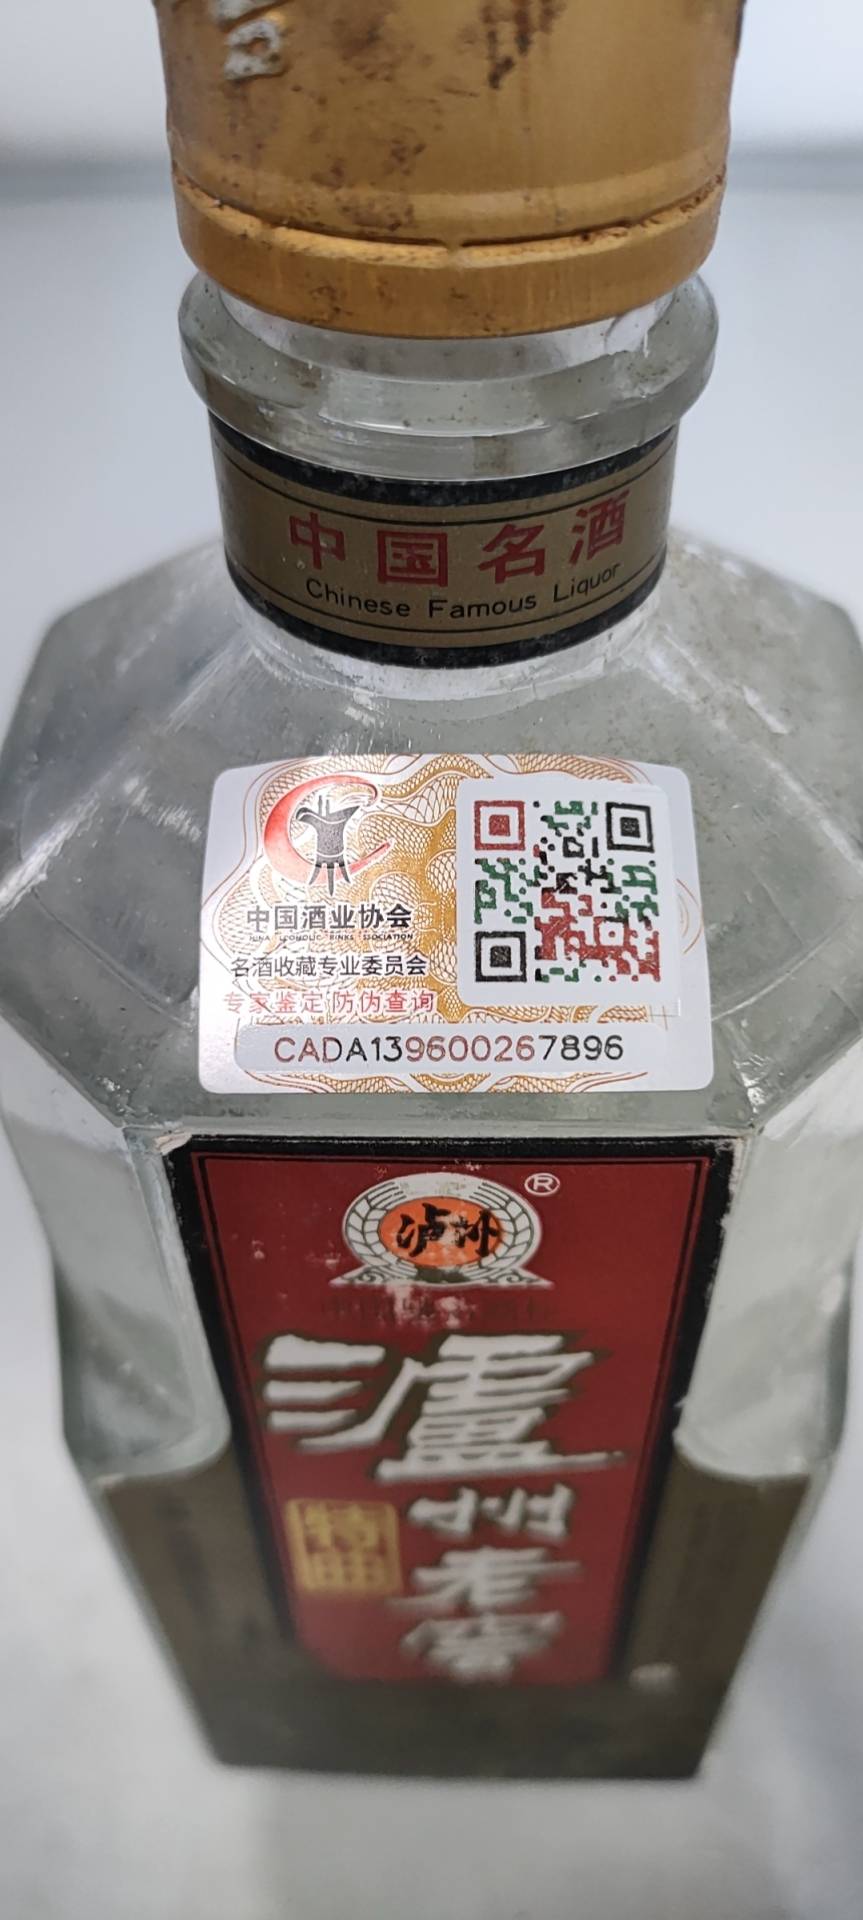 中国名酒
Chinese Famous Liquor
中国酒业协会
名酒收藏专业委员会
专家鉴定 防伪查询
CADA139600267896
®
泸州
泸
州
老
窖
特
曲